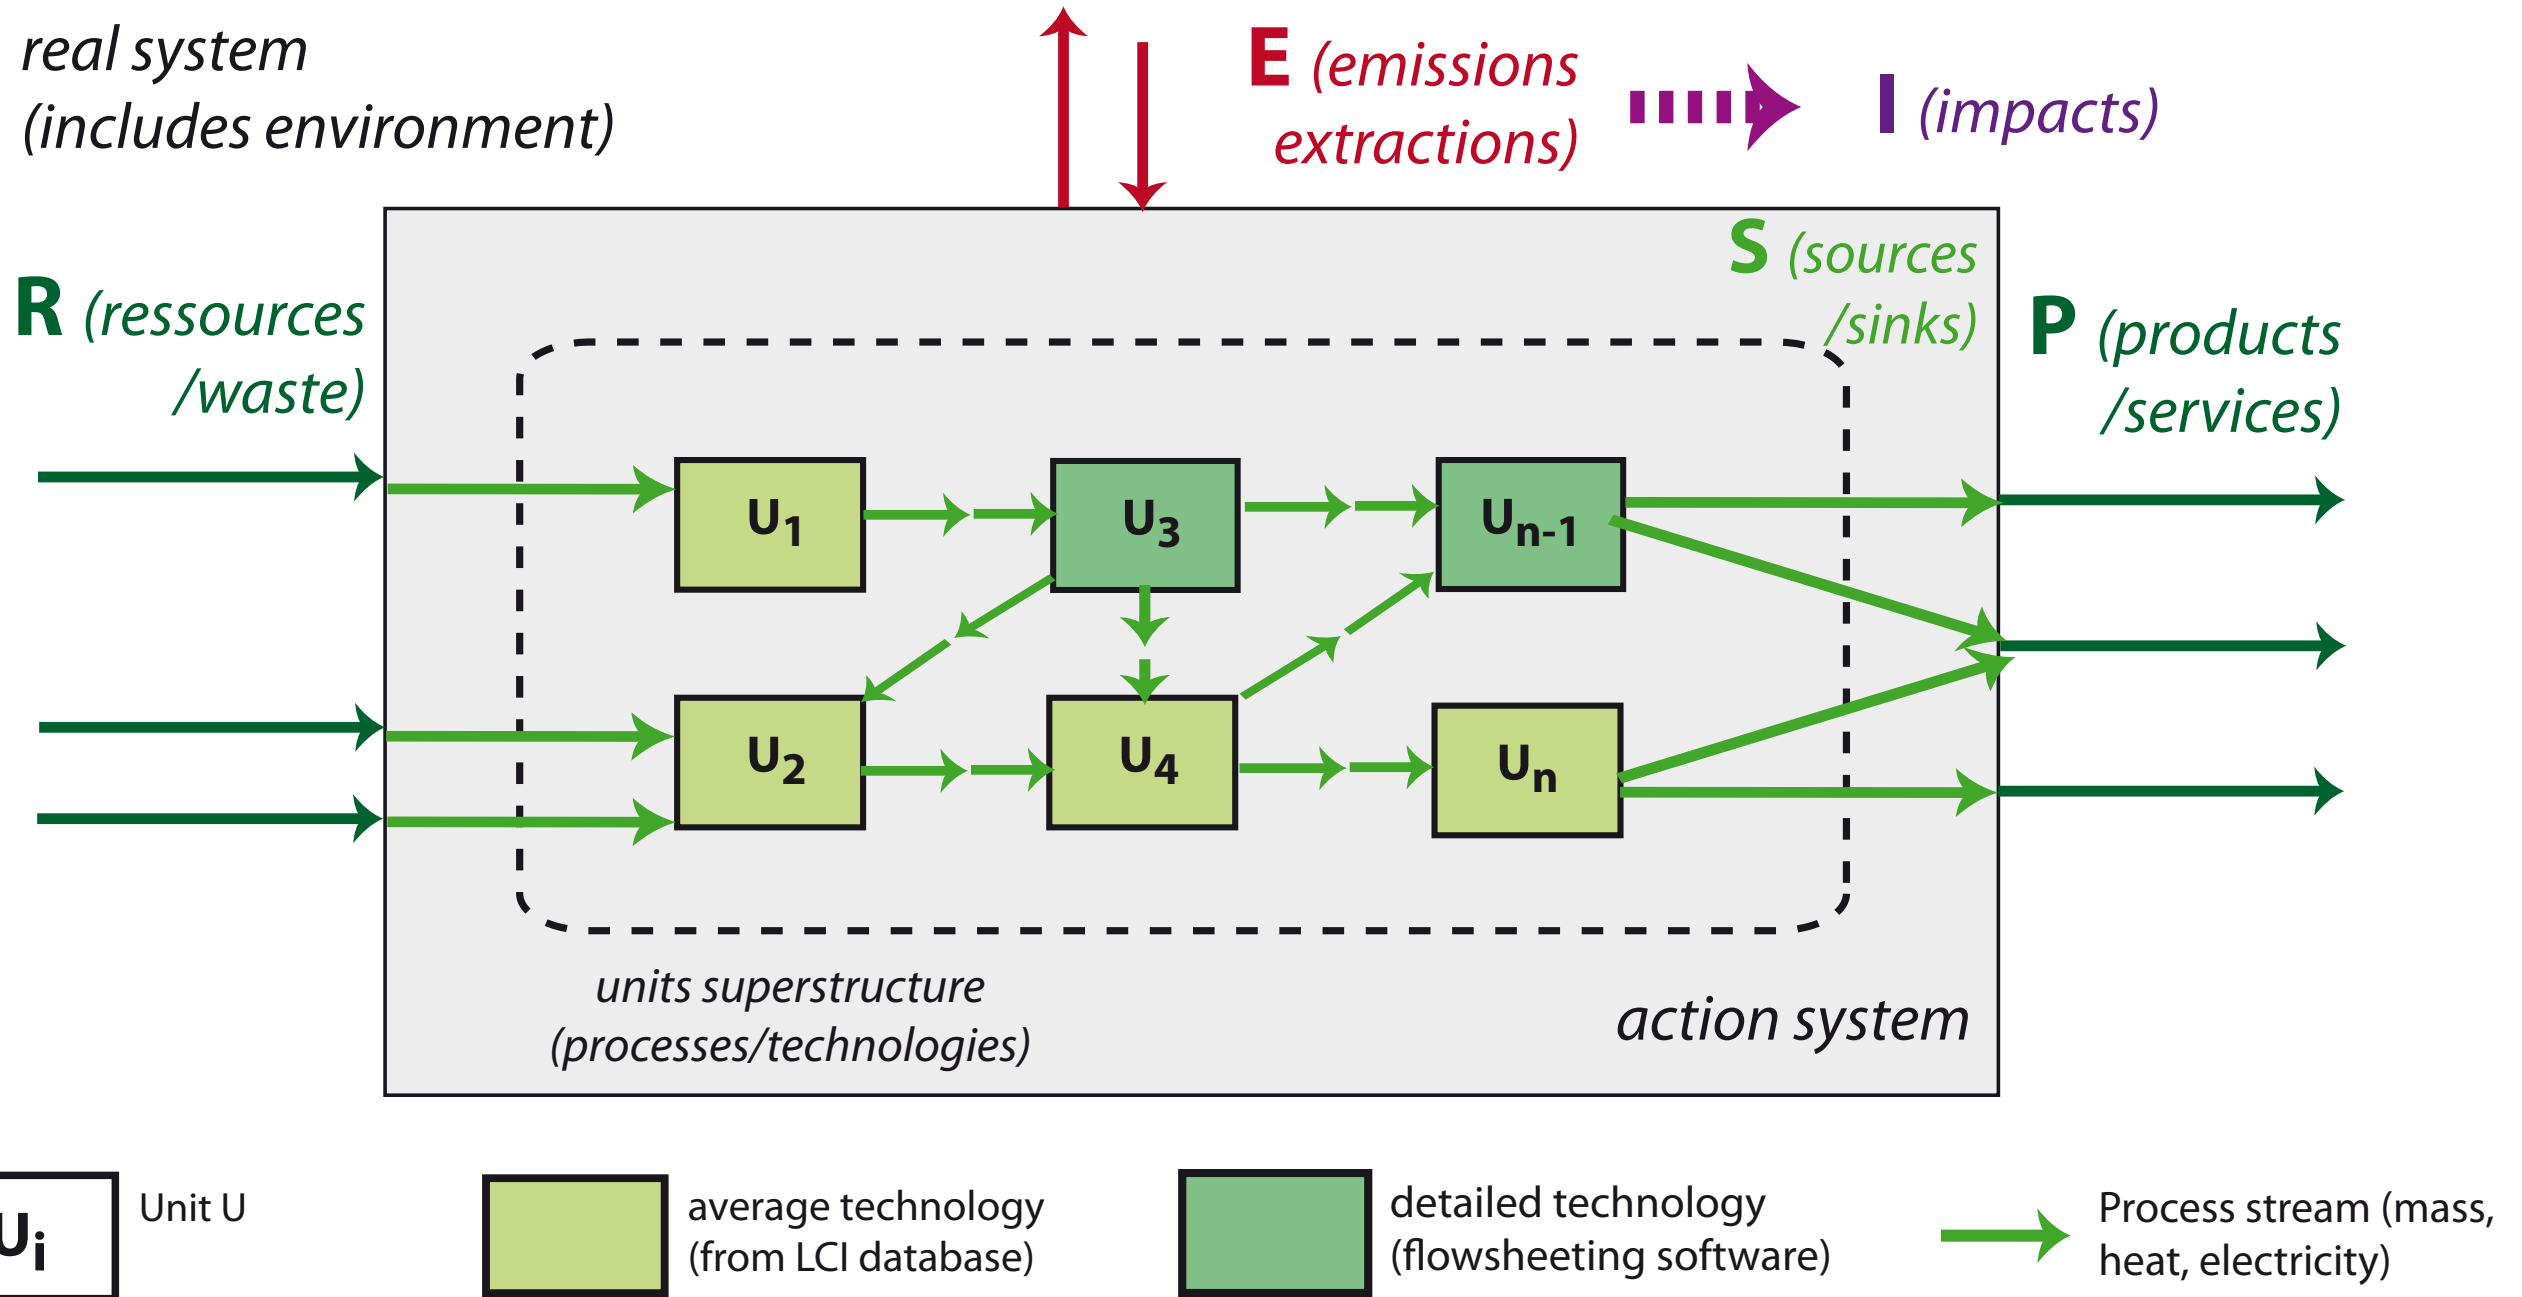 real system
(includes environment)
E (emissions
extractions)
I (impacts)
R (ressources
/waste)
S (sources
/sinks)
P (products
/services)
U1
U3
Un-1
U2
U4
Un
units superstructure
(processes/technologies)
action system
Ui
Unit U
average technology
(from LCI database)
detailed technology
(flowsheeting software)
Process stream (mass,
heat, electricity)